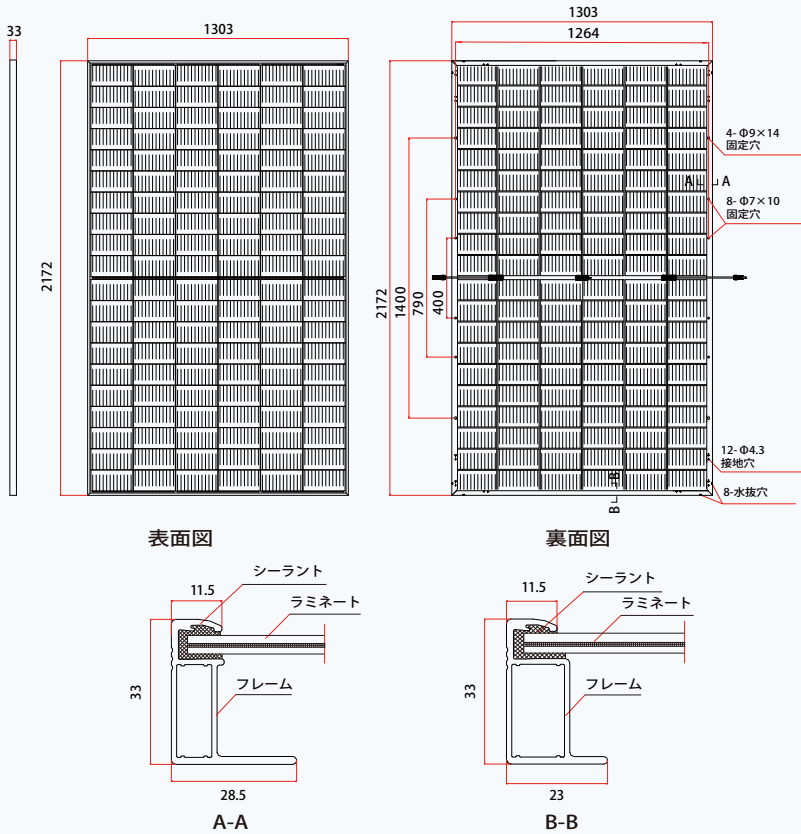 33
1303
2172
表面図
1303
1264
2172
1400
790
400
4- Φ9×14
固定穴
A
A
8- Φ7×10
固定穴
12- Φ4.3
接地穴
8-水抜穴
B
B
裏面図
11.5
シーラント
ラミネート
フレーム
33
28.5
A-A
11.5
シーラント
ラミネート
フレーム
33
23
B-B